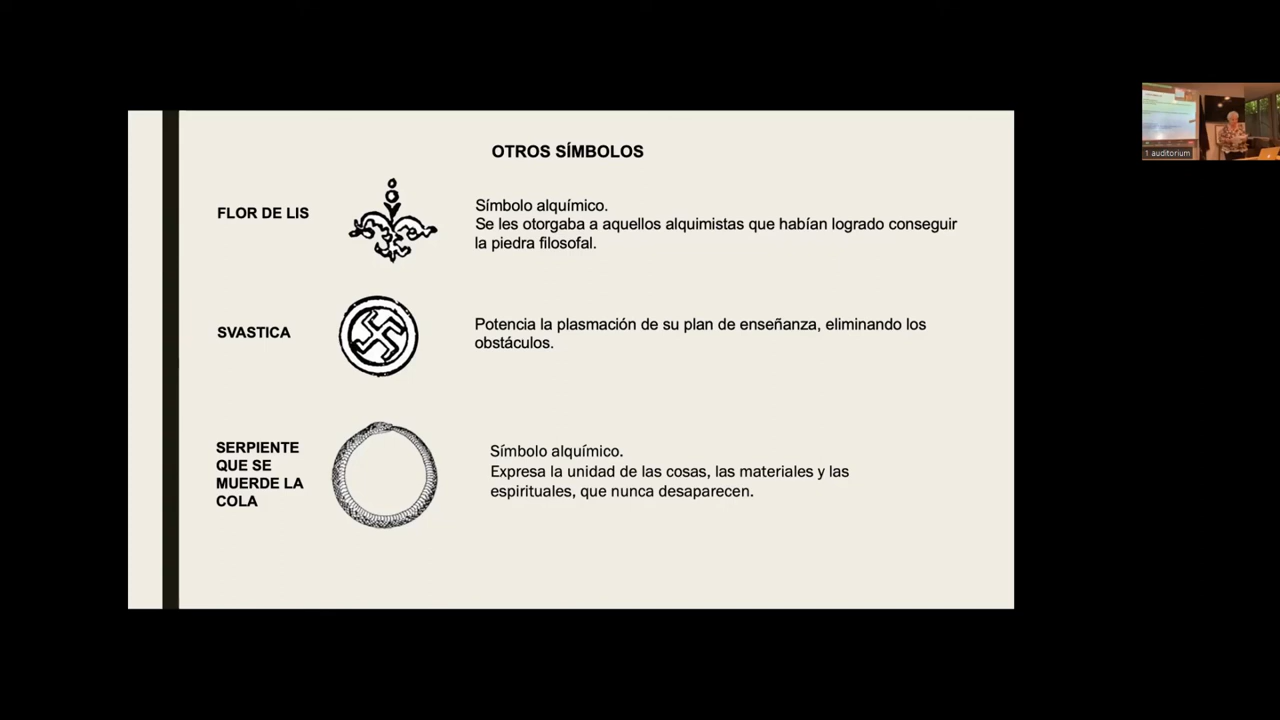 OTROS SÍMBOLOS
FLOR DE LIS
Símbolo alquímico.
Se les otorgaba a aquellos alquimistas que habían logrado conseguir
la piedra filosofal.
SVASTICA
Potencia la plasmación de su plan de enseñanza, eliminando los
obstáculos.
SERPIENTE
QUE SE
MUERDE LA
COLA
Símbolo alquímico.
Expresa la unidad de las cosas, las materiales y las
espirituales, que nunca desaparecen.
1 auditorium